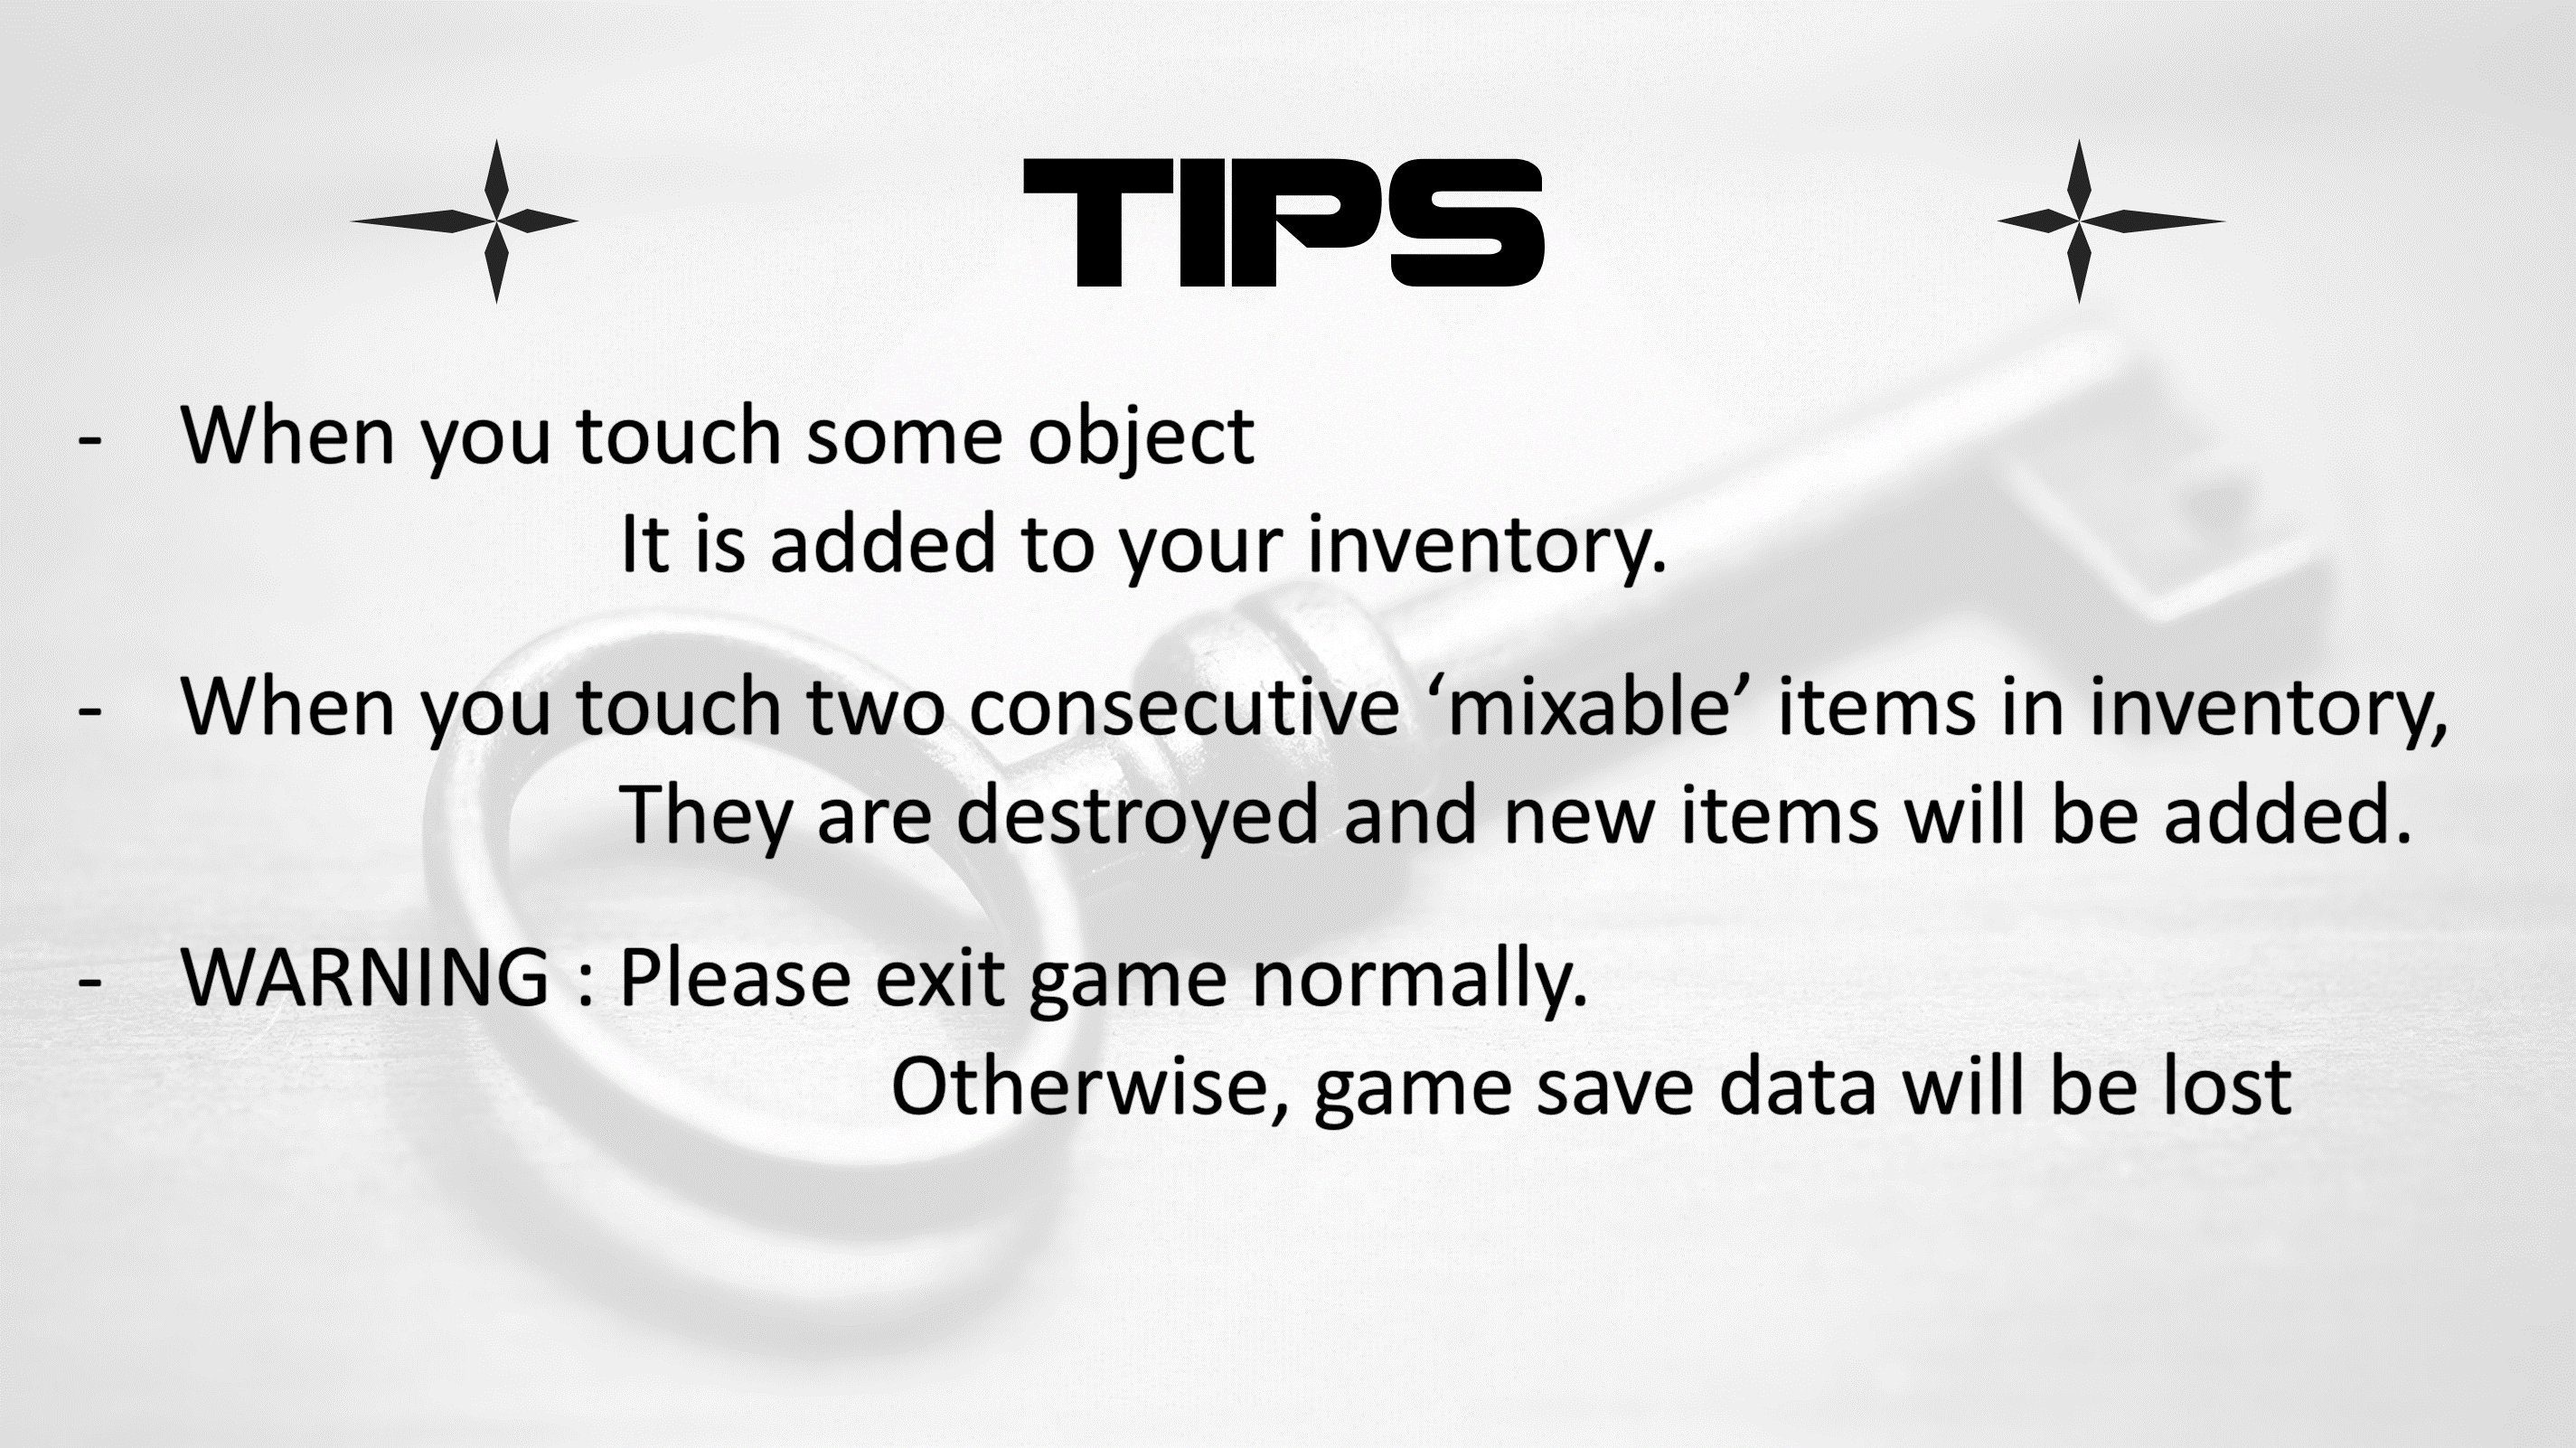 TIPS
- When you touch some object
It is added to your inventory.
- When you touch two consecutive ‘mixable’ items in inventory,
They are destroyed and new items will be added.
- WARNING : Please exit game normally.
Otherwise, game save data will be lost